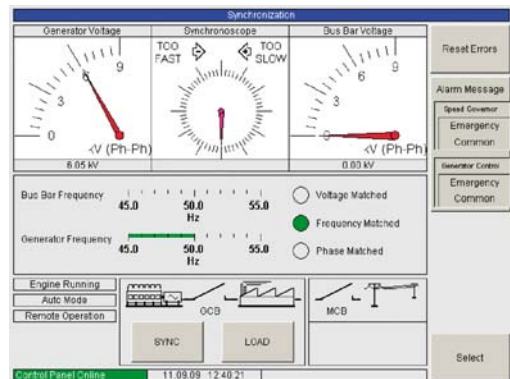 Synchronization
Generator Voltage
Synchronoscope
Bus Bar Voltage
Reset Errors
0
3
6
9
kV (Ph-Ph)
6.05 kV
TOO FAST
TOO SLOW
0
3
6
9
kV (Ph-Ph)
0.00 kV
Alarm Message
Speed Governor
Emergency
Common
Generator Control
Emergency
Common
Bus Bar Frequency
45.0 50.0 55.0
Hz
Generator Frequency
45.0 50.0 55.0
Hz
Voltage Matched
Frequency Matched
Phase Matched
Engine Running
Auto Mode
Remote Operation
GCB
MCB
SYNC
LOAD
Select
Control Panel Online
11.09.09 12:40:21